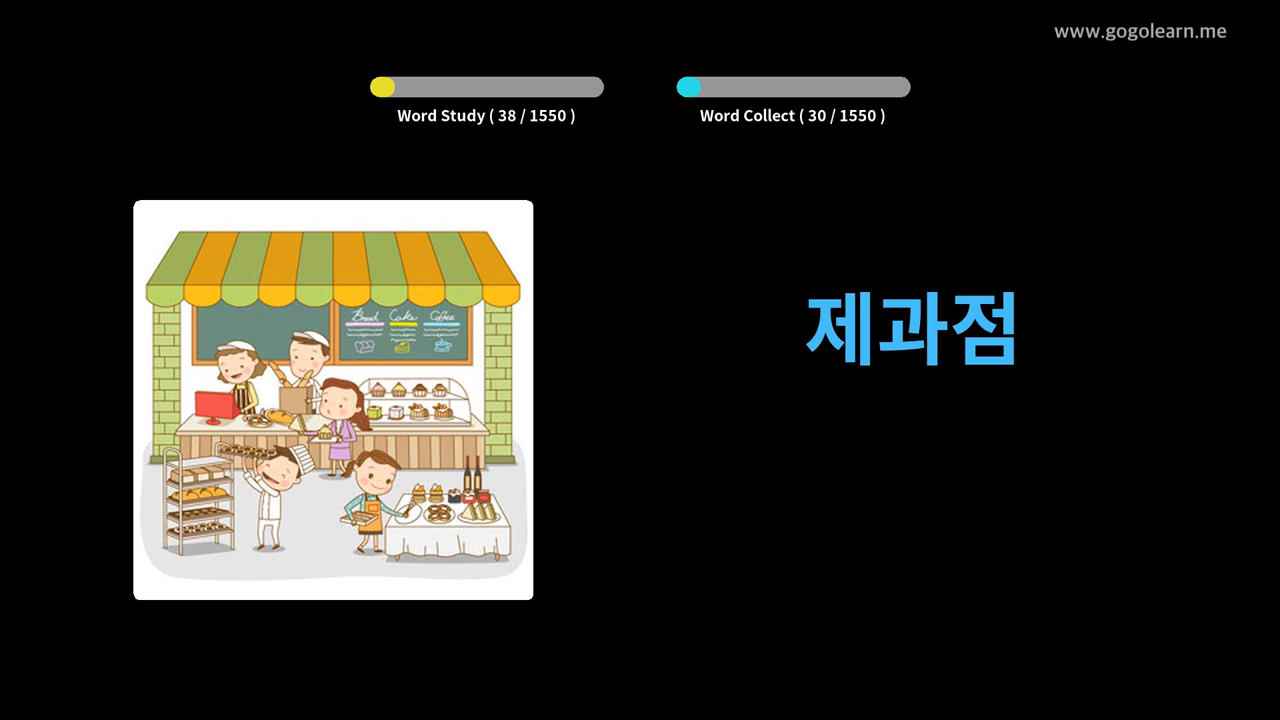 www.gogolearn.me
Word Study ( 38 / 1550 )
Word Collect ( 30 / 1550 )
Bread Cake Coffee
제과점